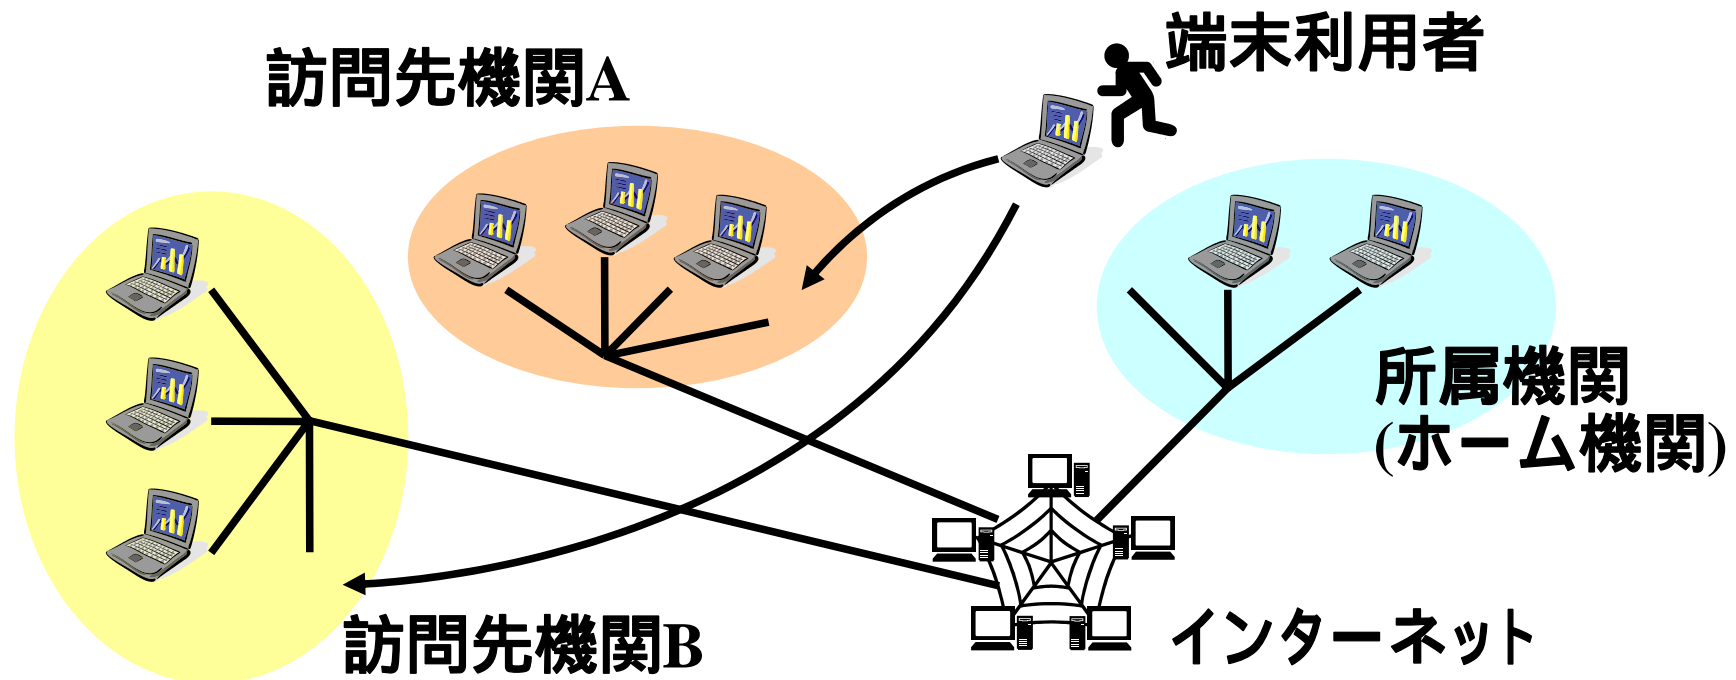 端末利用者
訪問先機関A
所属機関
(ホーム機関)
訪問先機関B
インターネット